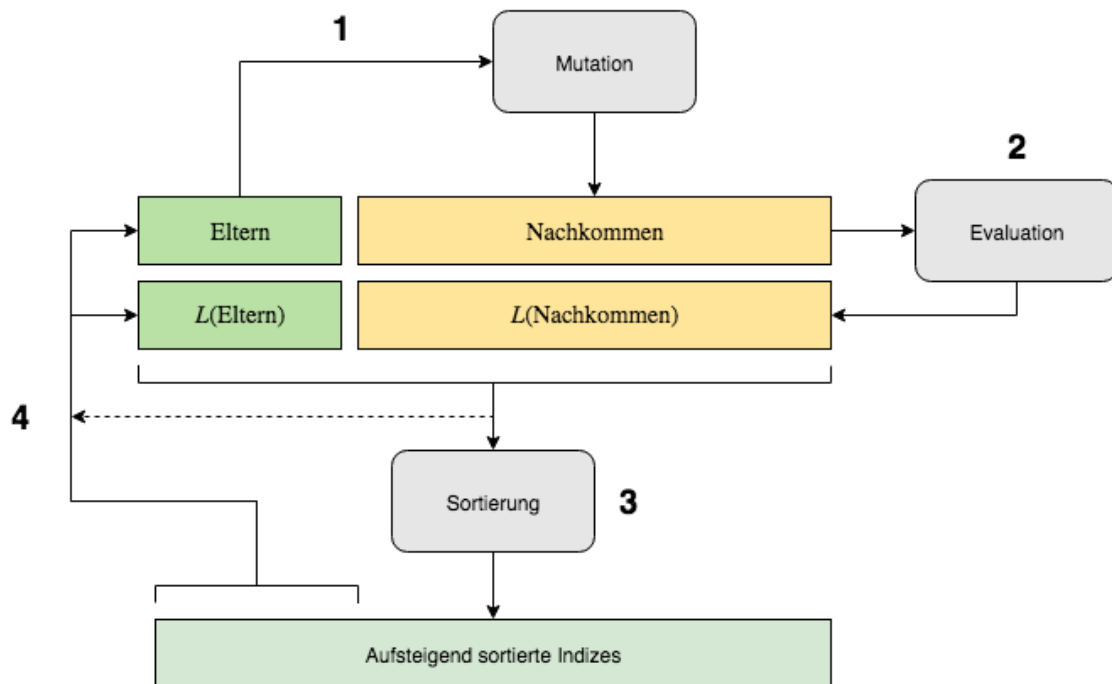 1
Mutation
2
Eltern
Nachkommen
Evaluation
L(Eltern)
L(Nachkommen)
4
Sortierung
3
Aufsteigend sortierte Indizes